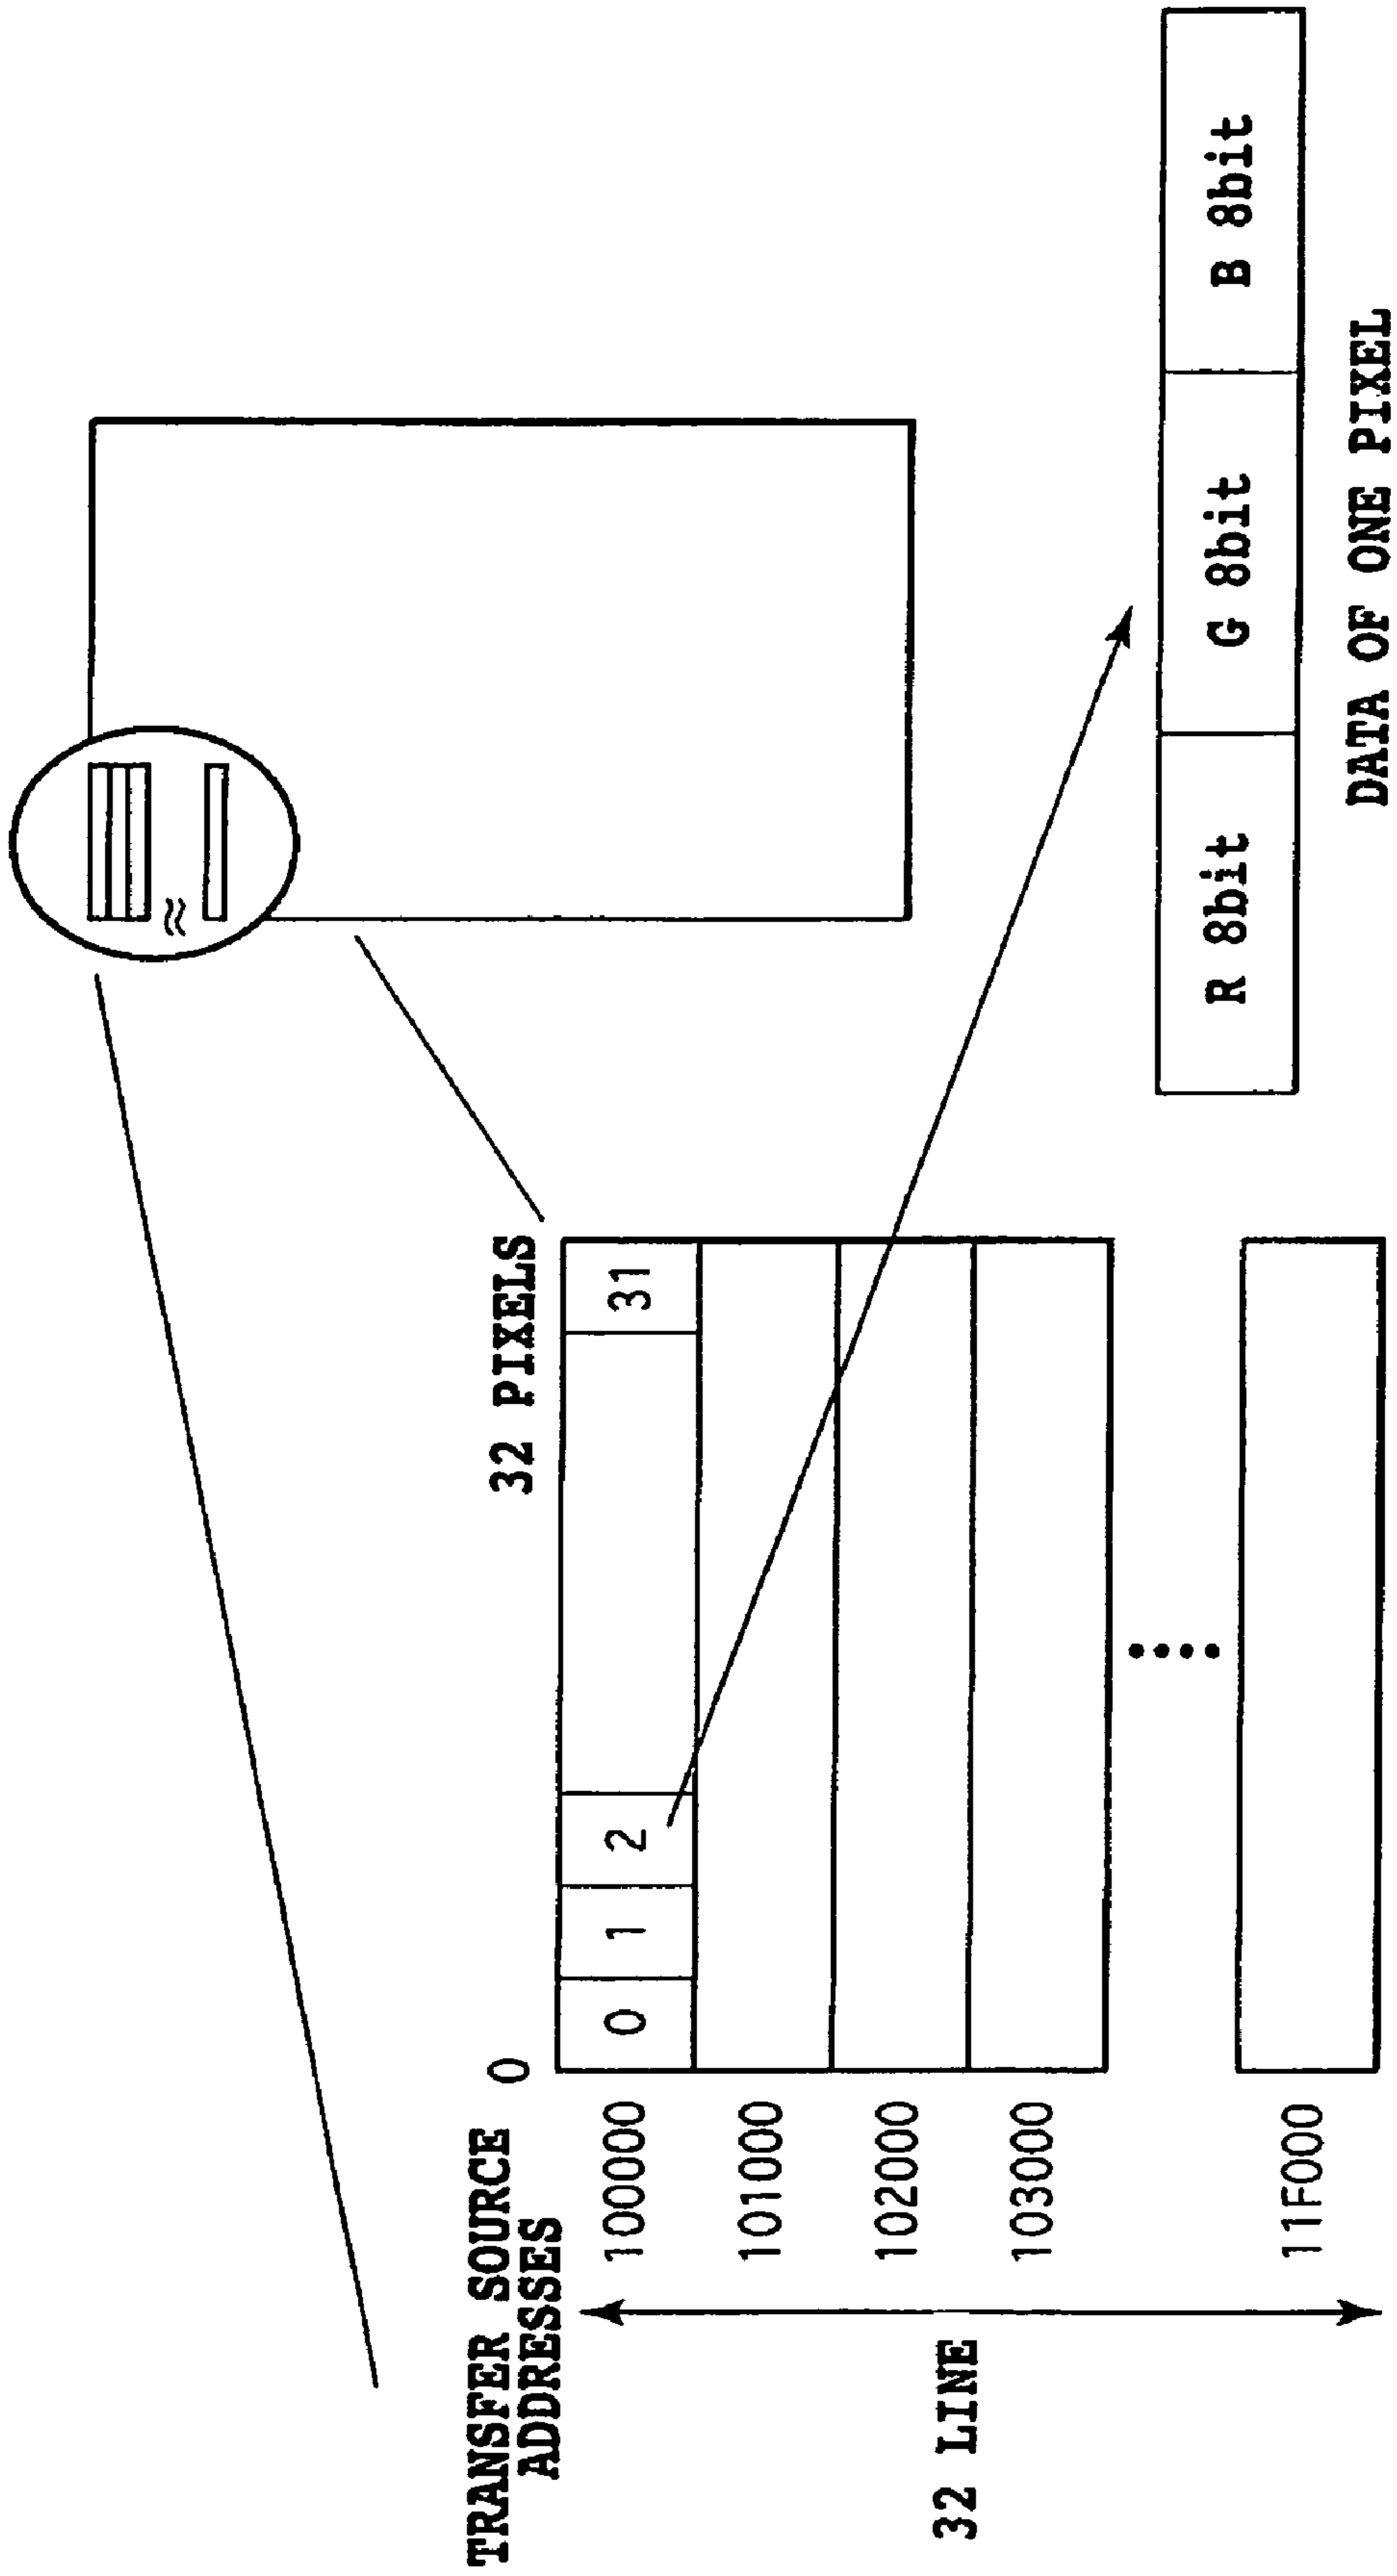 TRANSFER SOURCE
ADDRESSES
0
32 PIXELS
100000
0
1
2
31
101000
102000
103000
11F000
32 LINE
R 8bit
G 8bit
B 8bit
DATA OF ONE PIXEL